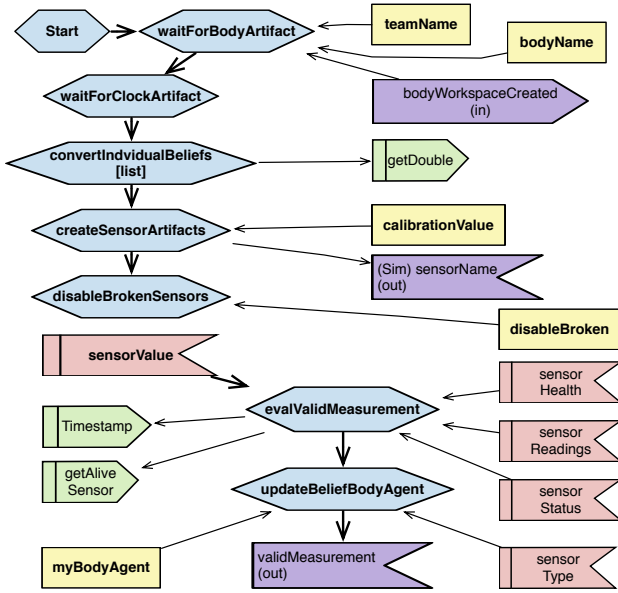 Start
waitForBodyArtifact
teamName
bodyName
waitForClockArtifact
bodyWorkspaceCreated
(in)
convertIndvidualBeliefs
[list]
getDouble
createSensorArtifacts
calibrationValue
(Sim) sensorName
(out)
disableBrokenSensors
disableBroken
sensorValue
sensor
Health
evalValidMeasurement
Timestamp
sensor
Readings
getAlive
Sensor
updateBeliefBodyAgent
sensor
Status
myBodyAgent
validMeasurement
(out)
sensor
Type